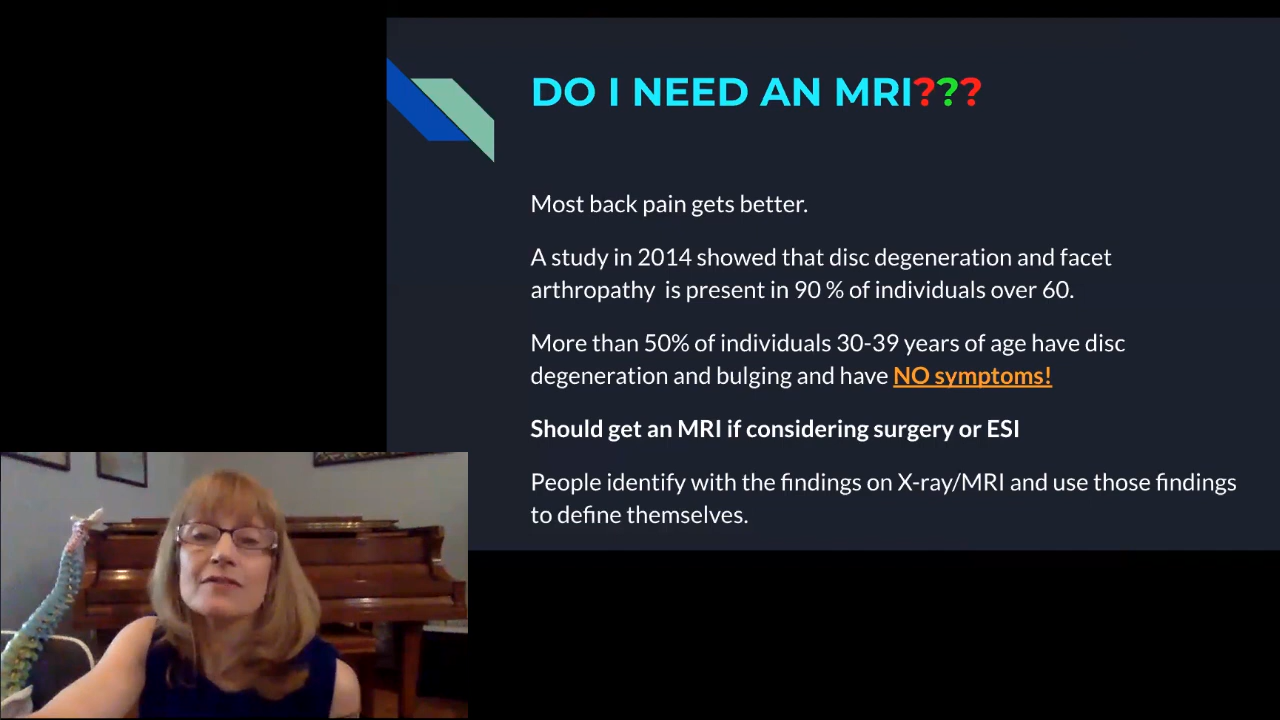 DO I NEED AN MRI???
Most back pain gets better.
A study in 2014 showed that disc degeneration and facet
arthropathy  is present in 90 % of individuals over 60.
More than 50% of individuals 30-39 years of age have disc
degeneration and bulging and have NO symptoms!
Should get an MRI if considering surgery or ESI
People identify with the findings on X-ray/MRI and use those findings
to define themselves.